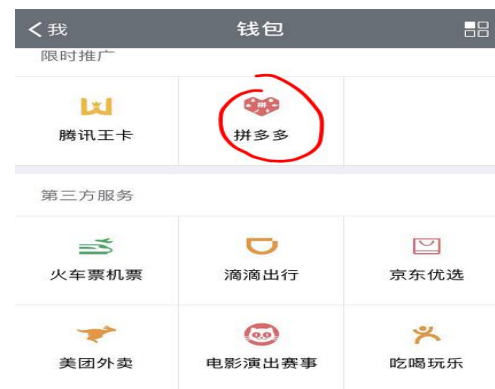 我 钱包
限时推广
腾讯王卡 拼多多
第三方服务
火车票机票 滴滴出行 京东优选
美团外卖 电影演出赛事 吃喝玩乐